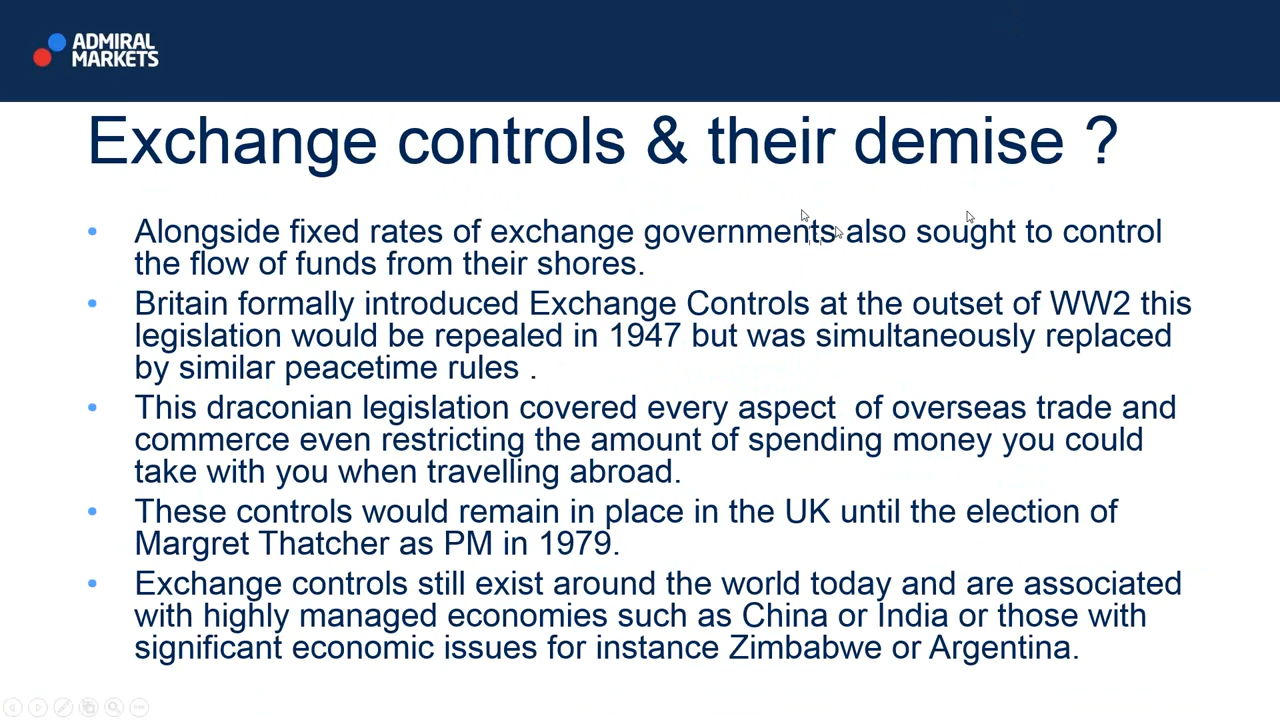 ADMIRAL
MARKETS
Exchange controls & their demise ?
• Alongside fixed rates of exchange governments also sought to control
the flow of funds from their shores.
• Britain formally introduced Exchange Controls at the outset of WW2 this
legislation would be repealed in 1947 but was simultaneously replaced
by similar peacetime rules .
• This draconian legislation covered every aspect  of overseas trade and
commerce even restricting the amount of spending money you could
take with you when travelling abroad.
• These controls would remain in place in the UK until the election of
Margret Thatcher as PM in 1979.
• Exchange controls still exist around the world today and are associated
with highly managed economies such as China or India or those with
significant economic issues for instance Zimbabwe or Argentina.